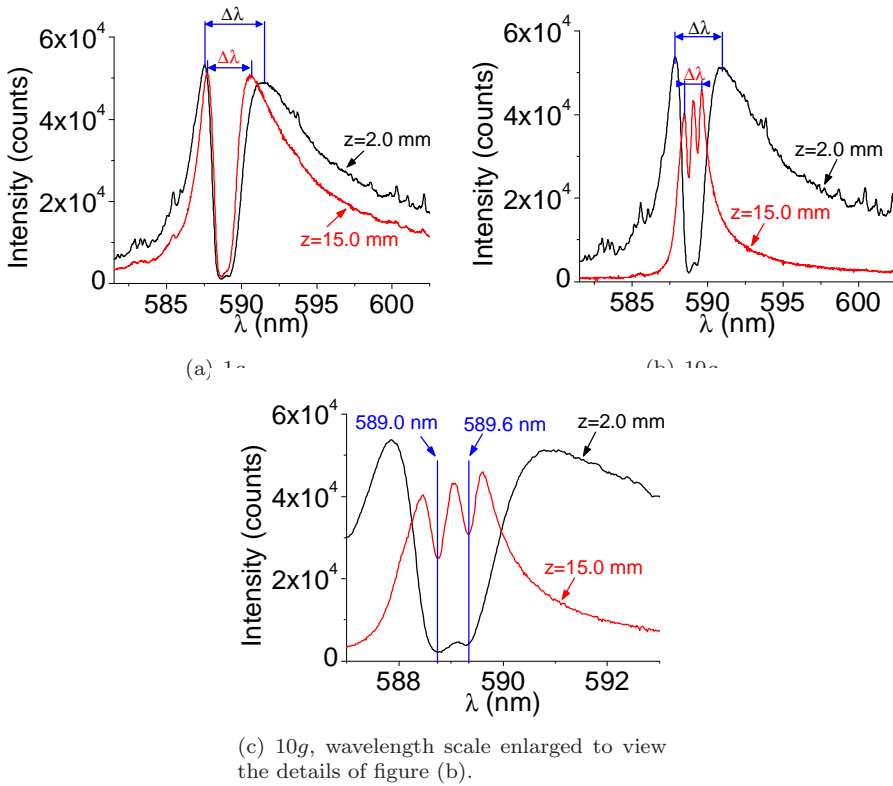 Δλ
Δλ
6x10⁴
4x10⁴
2x10⁴
0
Intensity (counts)
z=2.0 mm
z=15.0 mm
585 590 595 600
λ (nm)
Δλ
Δλ
6x10⁴
4x10⁴
2x10⁴
0
Intensity (counts)
z=2.0 mm
z=15.0 mm
585 590 595 600
λ (nm)
(a) 1g
(b) 10g
6x10⁴
4x10⁴
2x10⁴
0
Intensity (counts)
589.0 nm
589.6 nm
z=2.0 mm
z=15.0 mm
588 590 592
λ (nm)
(c) 10g, wavelength scale enlarged to view
the details of figure (b).